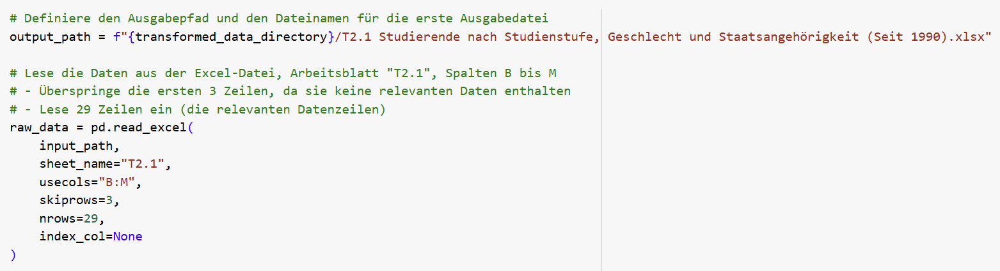 # Definiere den Ausgabepfad und den Dateinamen für die erste Ausgabedatei
output_path = f"{transformed_data_directory}/T2.1 Studierende nach Studienstufe, Geschlecht und Staatsangehörigkeit (Seit 1990).xlsx"

# Lese die Daten aus der Excel-Datei, Arbeitsblatt "T2.1", Spalten B bis M
# - Überspringe die ersten 3 Zeilen, da sie keine relevanten Daten enthalten
# - Lese 29 Zeilen ein (die relevanten Datenzeilen)
raw_data = pd.read_excel(
    input_path,
    sheet_name="T2.1",
    usecols="B:M",
    skiprows=3,
    nrows=29,
    index_col=None
)